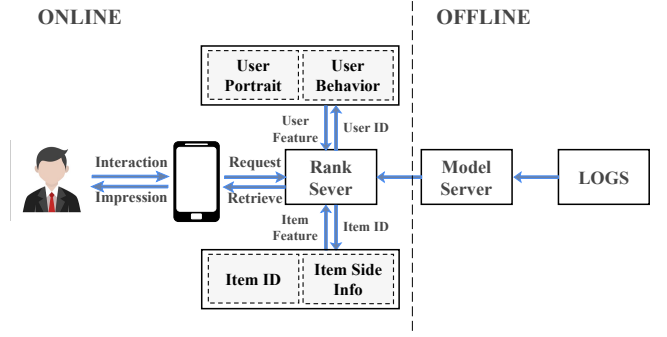 ONLINE
OFFLINE
User
Portrait
User
Behavior
User
Feature
User ID
Interaction
Impression
Request
Retrieve
Rank
Sever
Model
Server
LOGS
Item
Feature
Item ID
Item ID
Item Side
Info